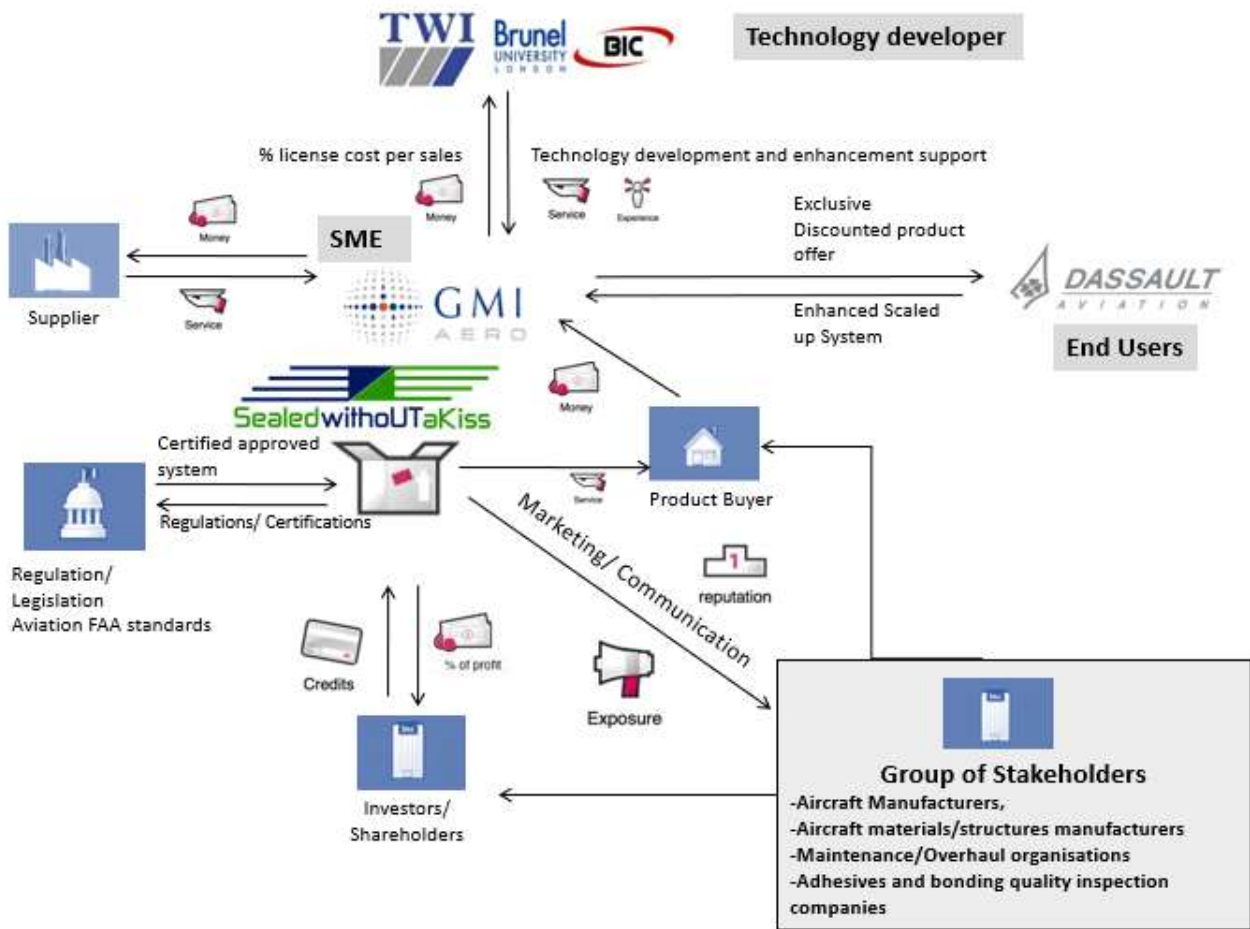 TWI
Brunel
UNIVERSITY
LONDON
BIC
Technology developer
% license cost per sales
Technology development and enhancement support
Money
Service
Experience
Money
SME
Exclusive
Discounted product
offer
Supplier
Service
GMI
AERO
DASSAULT
AVIATION
Enhanced Scaled
up System
End Users
Money
SealedwithoUTaKiss
Certified approved
system
Service
Product Buyer
Regulations/ Certifications
Marketing/ Communication
1
reputation
Regulation/
Legislation
Aviation FAA standards
Credits
% of profit
Exposure
Investors/
Shareholders
Group of Stakeholders
-Aircraft Manufacturers,
-Aircraft materials/structures manufacturers
-Maintenance/Overhaul organisations
-Adhesives and bonding quality inspection
companies